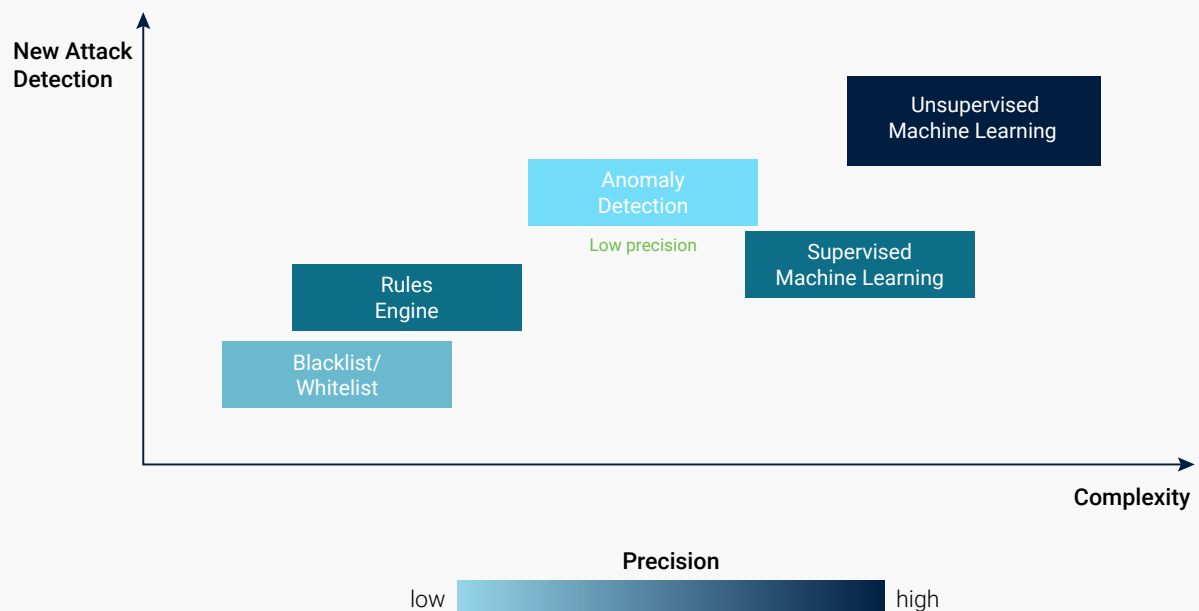 New Attack
Detection
Unsupervised
Machine Learning
Anomaly
Detection
Low precision
Supervised
Machine Learning
Rules
Engine
Blacklist/
Whitelist
Complexity
Precision
low
high